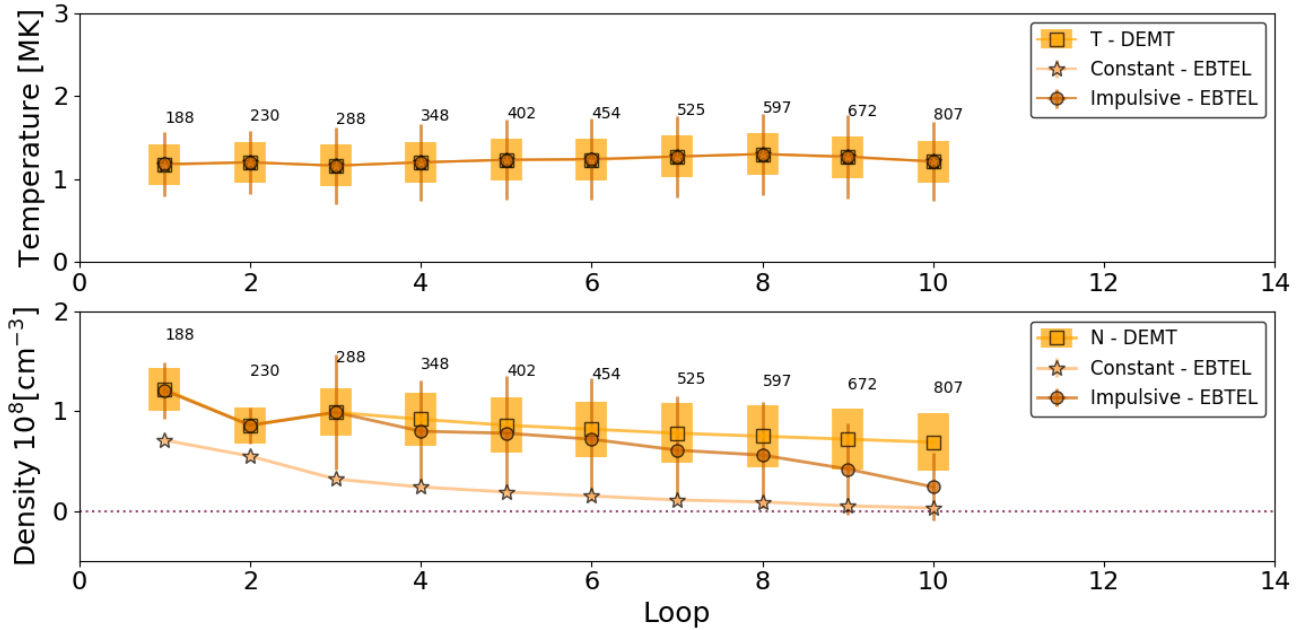 Temperature [MK]
3
2
1
0
188 230 288 348 402 454 525 597 672 807
T - DEMT
Constant - EBTEL
Impulsive - EBTEL
0 2 4 6 8 10 12 14
Density 10⁸[cm⁻³]
2
1
0
188 230 288 348 402 454 525 597 672 807
N - DEMT
Constant - EBTEL
Impulsive - EBTEL
0 2 4 6 8 10 12 14
Loop